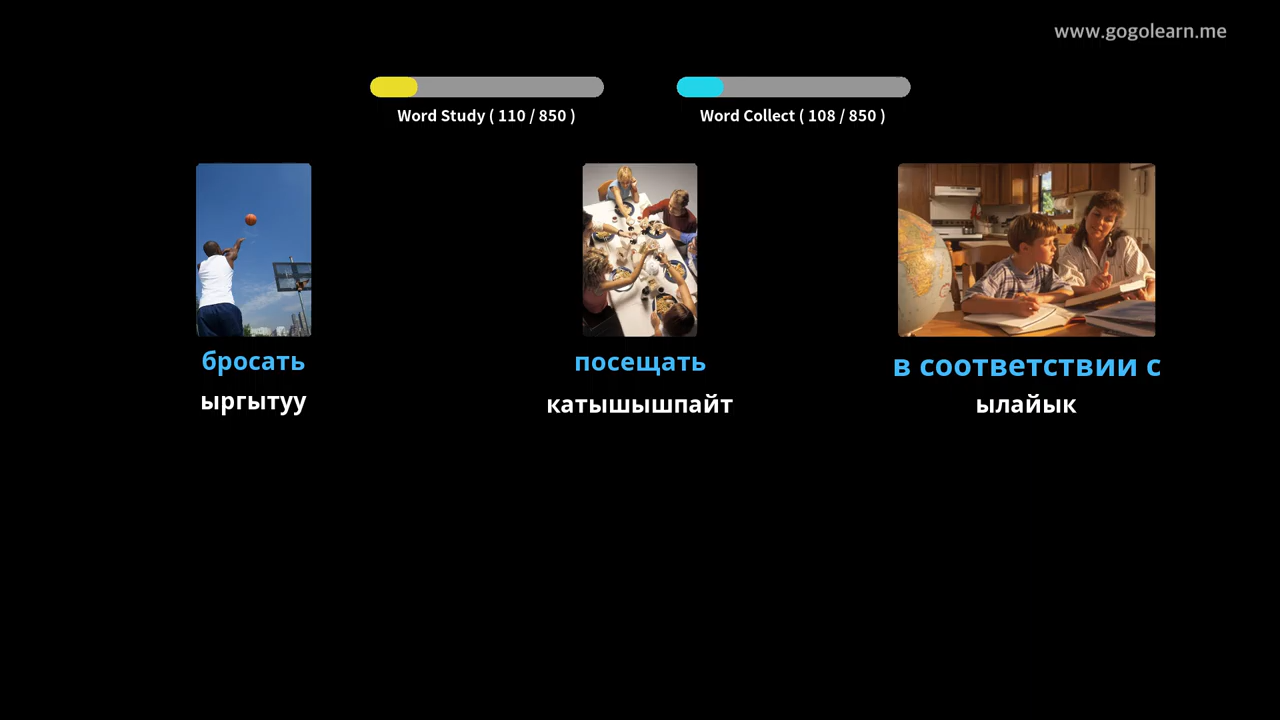 www.gogolearn.me
Word Study ( 110 / 850 )
Word Collect ( 108 / 850 )
бросать
ыргытуу
посещать
катышышпайт
в соответствии с
ылайык